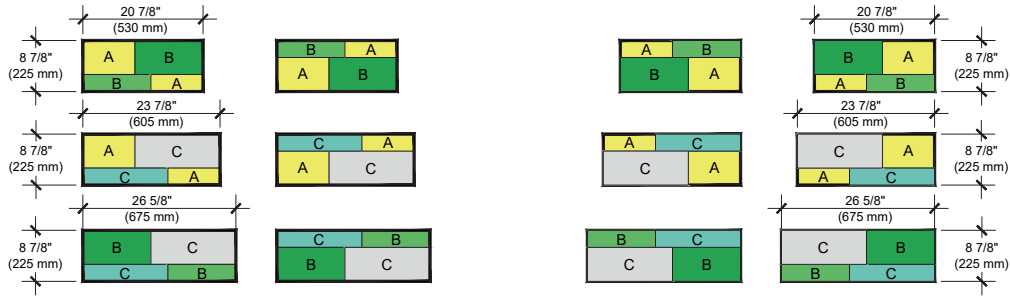 20 7/8" 20 7/8"
(530 mm) (530 mm)
8 7/8" A B B A A B B A 8 7/8"
(225 mm) B A A B B A A B (225 mm)
23 7/8" 23 7/8"
(605 mm) (605 mm)
8 7/8" A C C A A C C A 8 7/8"
(225 mm) C A A C C A A C (225 mm)
26 5/8" 26 5/8"
(675 mm) (675 mm)
8 7/8" B C C B B C C B 8 7/8"
(225 mm) C B B C C B B C (225 mm)